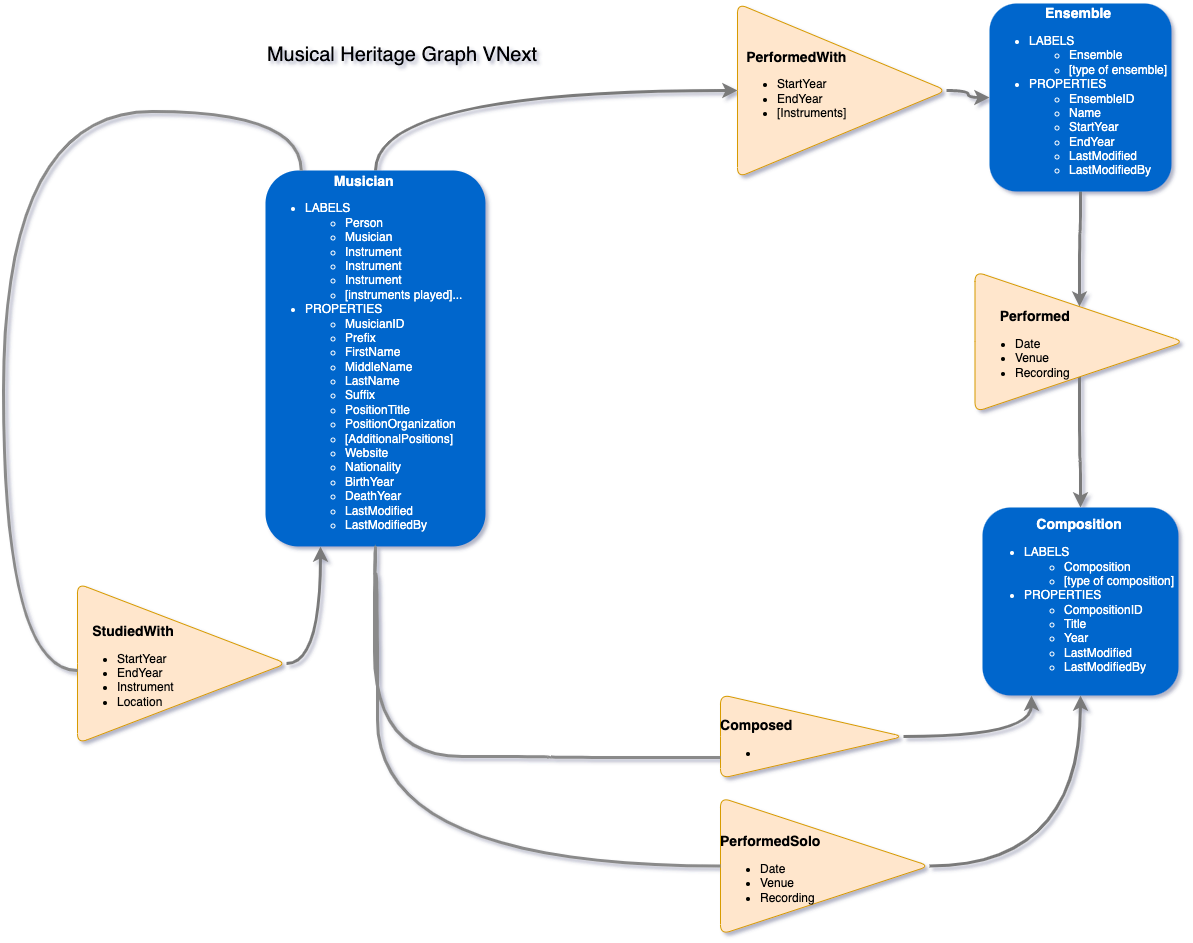 Musical Heritage Graph VNext
PerformedWith
StartYear
EndYear
[Instruments]
Ensemble
LABELS
Ensemble
[type of ensemble]
PROPERTIES
EnsembleID
Name
StartYear
EndYear
LastModified
LastModifiedBy
Musician
LABELS
Person
Musician
Instrument
Instrument
Instrument
[instruments played]...
PROPERTIES
MusicianID
Prefix
FirstName
MiddleName
LastName
Suffix
PositionTitle
PositionOrganization
[AdditionalPositions]
Website
Nationality
BirthYear
DeathYear
LastModified
LastModifiedBy
Performed
Date
Venue
Recording
Composition
LABELS
Composition
[type of composition]
PROPERTIES
CompositionID
Title
Year
LastModified
LastModifiedBy
StudiedWith
StartYear
EndYear
Instrument
Location
Composed
PerformedSolo
Date
Venue
Recording